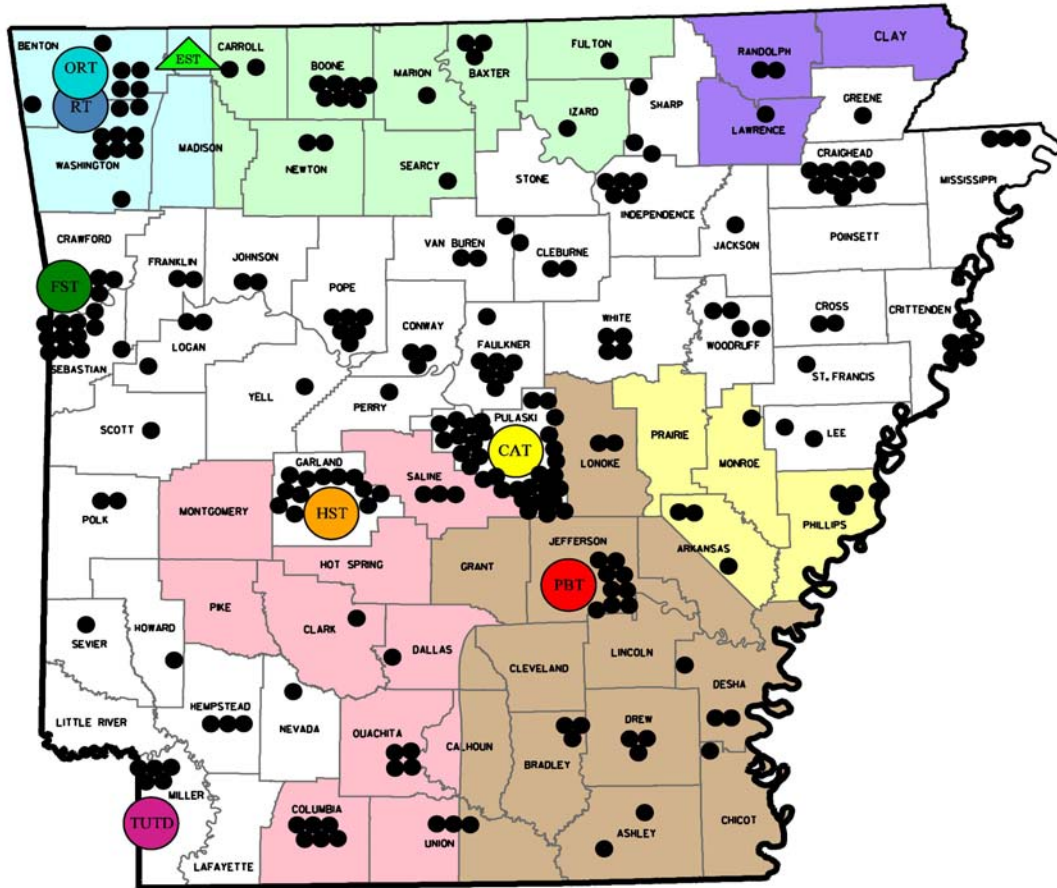 BENTON
ORT
RT
EST
CARROLL
BOONE
MARION
BAXTER
FULTON
IZARD
SHARP
RANDOLPH
CLAY
LAWRENCE
GREENE
WASHINGTON
MADISON
NEWTON
SEARCY
STONE
INDEPENDENCE
CRAIGHEAD
MISSISSIPPI
JACKSON
POINSETT
CRAWFORD
FST
FRANKLIN
JOHNSON
VAN BUREN
CLEBURNE
POPE
CONWAY
FAULKNER
WHITE
WOODRUFF
CROSS
CRITTENDEN
SEBASTIAN
LOGAN
ST. FRANCIS
YELL
PERRY
SCOTT
PULASKI
CAT
LONOKE
PRAIRIE
MONROE
LEE
GARLAND
HST
SALINE
MONTGOMERY
POLK
PHILLIPS
ARKANSAS
HOT SPRING
GRANT
JEFFERSON
PBT
PIKE
CLARK
DALLAS
SEVIER
HOWARD
CLEVELAND
LINCOLN
DESHA
HEMPSTEAD
NEVADA
LITTLE RIVER
OUACHITA
CALHOUN
BRADLEY
DREW
MILLER
TUTD
COLUMBIA
UNION
ASHLEY
CHICOT
LAFAYETTE